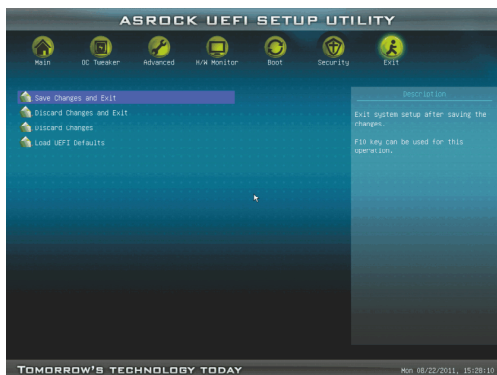 ASROCK UEFI SETUP UTILITY
Main OC Tweaker Advanced H/W Monitor Boot Security Exit
Save Changes and Exit
Discard Changes and Exit
Discard Changes
Load UEFI Defaults
Description
Exit system setup after saving the
changes.
F10 key can be used for this
operation.
TOMORROW'S TECHNOLOGY TODAY
Mon 08/22/2011, 15:28:10